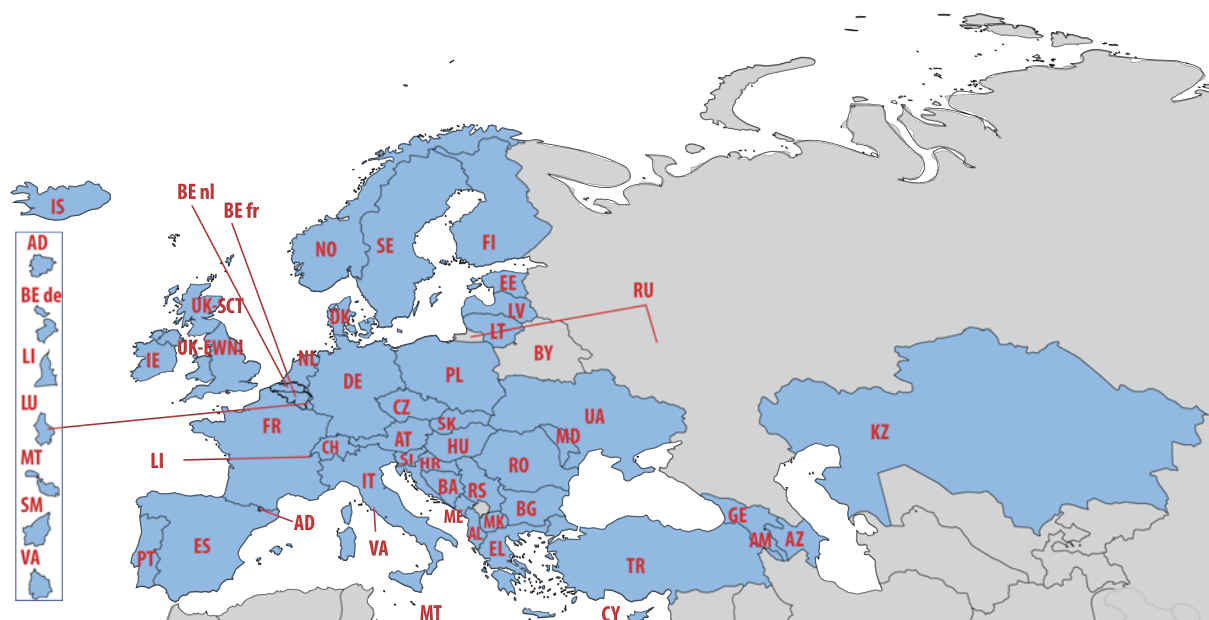 BE nl
IS
BE fr
AD
NO
SE
FI
EE
BE de
RU
UK-SCT
LV
DK
LT
UK-EWNI
BY
IE
NL
LI
DE
PL
LU
CZ
UA
SK
FR
KZ
MD
AT
HU
CH
MT
LI
SI
HR
RO
IT
BA
RS
SM
BG
ME
GE
MK
AD
AL
AM
AZ
VA
PT
ES
VA
EL
TR
MT
CY